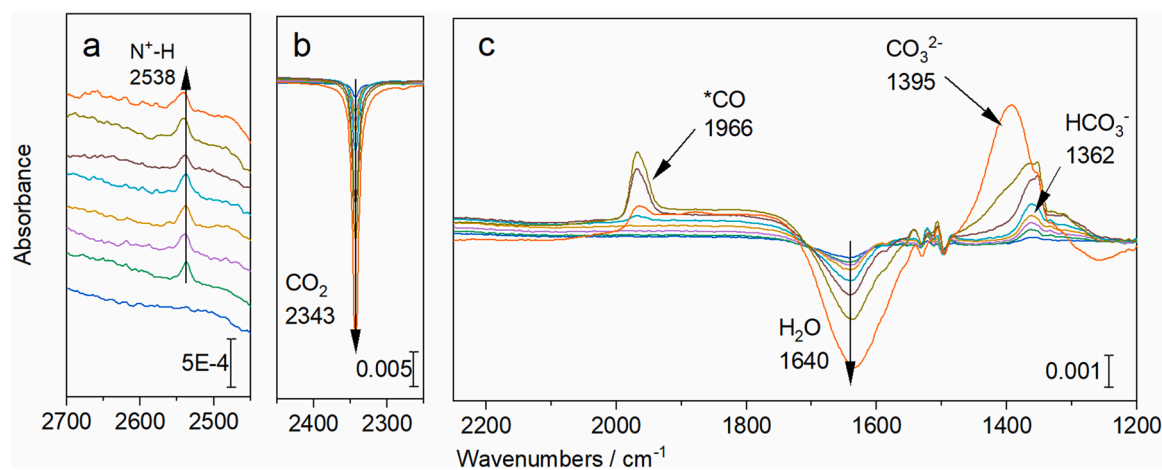 Absorbance
a
N⁺-H
2538
5E-4
2700
2600
2500
b
CO₂
2343
0.005
2400
2300
c
*CO
1966
CO₃²⁻
1395
HCO₃⁻
1362
H₂O
1640
0.001
2200
2000
1800
1600
1400
1200
Wavenumbers / cm⁻¹